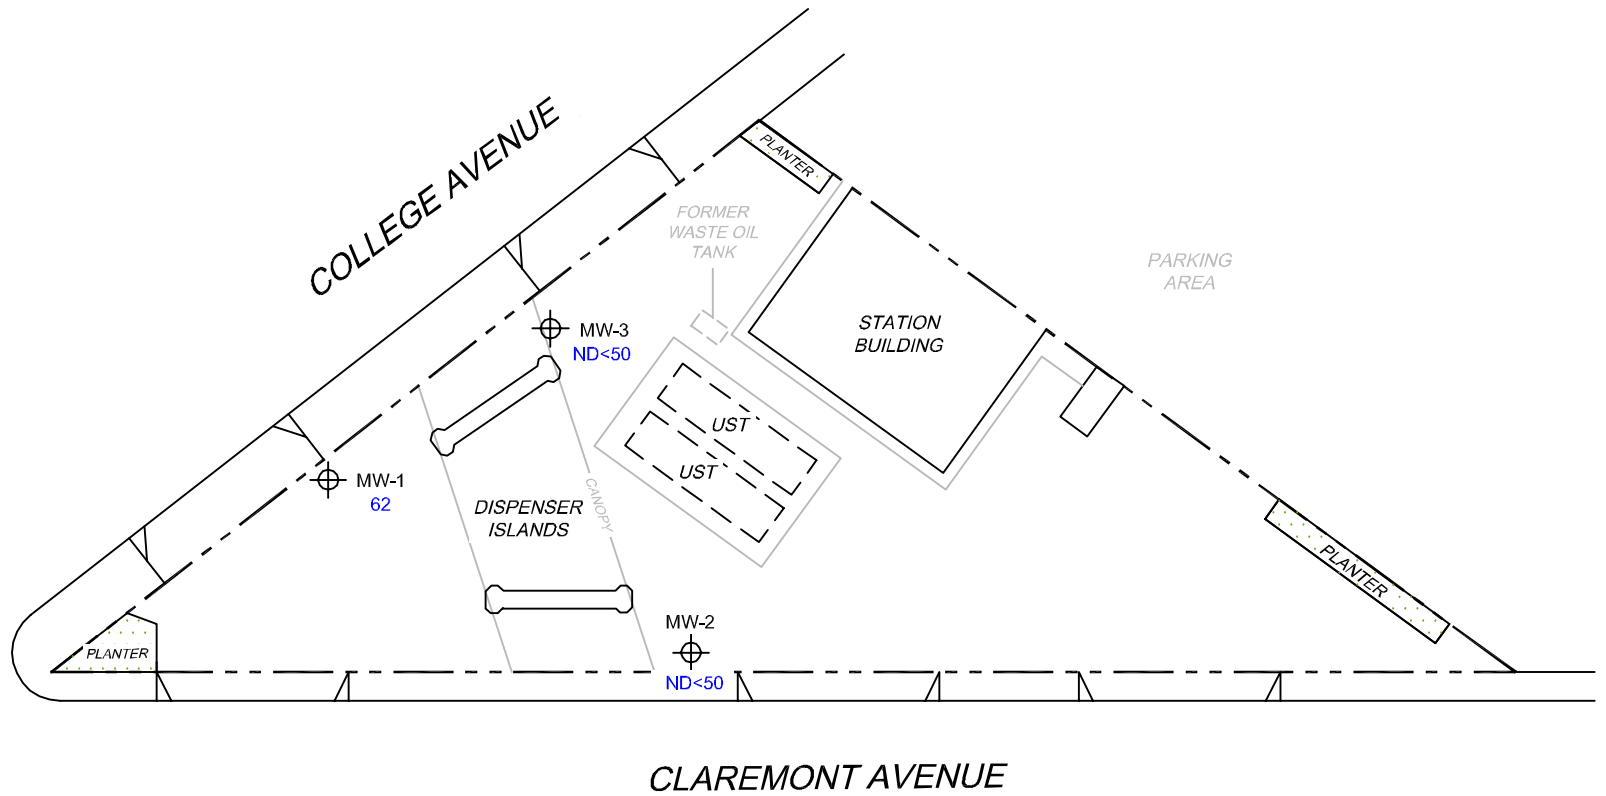 COLLEGE AVENUE
PLANTER
FORMER
WASTE OIL
TANK
PARKING
AREA
STATION
BUILDING
MW-3
ND<50
UST
UST
MW-1
62
CANOPY
DISPENSER
ISLANDS
PLANTER
MW-2
ND<50
PLANTER
CLAREMONT AVENUE